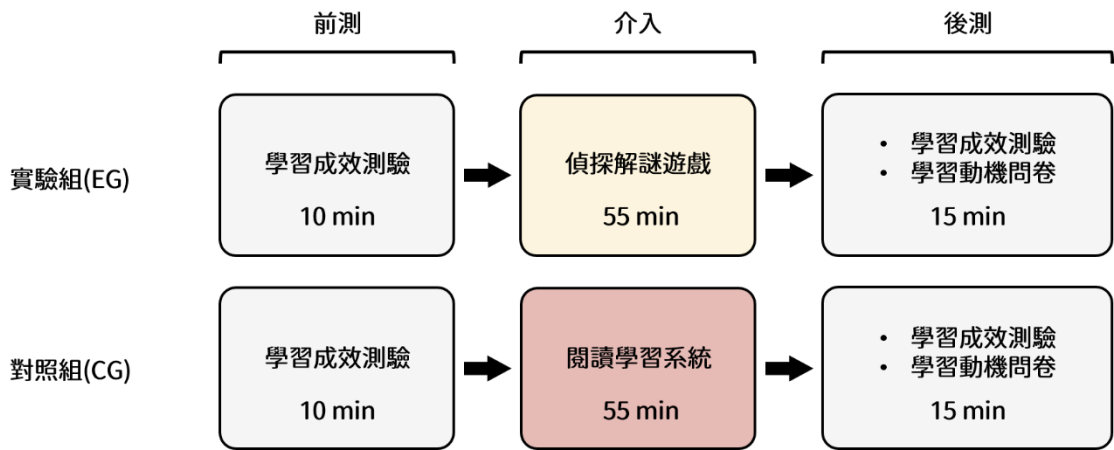 前測
介入
後測
實驗組(EG)
學習成效測驗
10 min
偵探解謎遊戲
55 min
• 學習成效測驗
• 學習動機問卷
15 min
對照組(CG)
學習成效測驗
10 min
閱讀學習系統
55 min
• 學習成效測驗
• 學習動機問卷
15 min